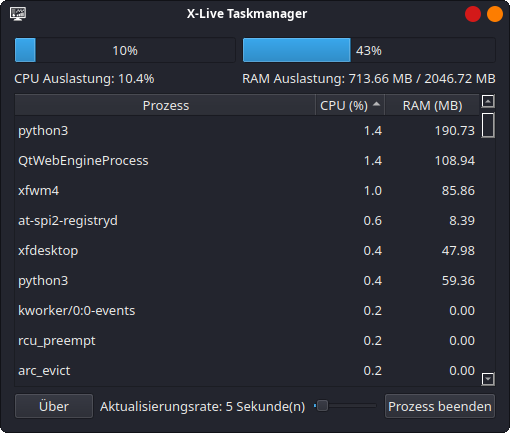 X-Live Taskmanager
10% 43%
CPU Auslastung: 10.4% RAM Auslastung: 713.66 MB / 2046.72 MB
Prozess CPU (%) RAM (MB)
python3 1.4 190.73
QtWebEngineProcess 1.4 108.94
xfwm4 1.0 85.86
at-spi2-registryd 0.6 8.39
xfdesktop 0.4 47.98
python3 0.4 59.36
kworker/0:0-events 0.2 0.00
rcu_preempt 0.2 0.00
arc_evict 0.2 0.00
Über Aktualisierungsrate: 5 Sekunde(n) Prozess beenden